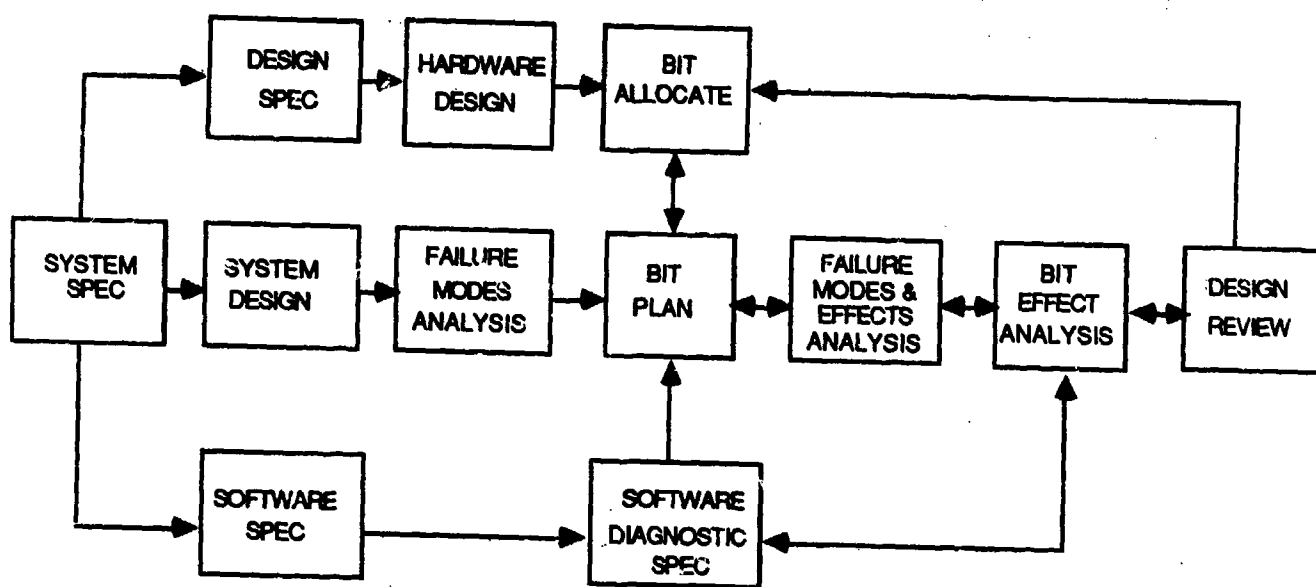 DESIGN
SPEC
HARDWARE
DESIGN
BIT
ALLOCATE
SYSTEM
SPEC
SYSTEM
DESIGN
FAILURE
MODES
ANALYSIS
BIT
PLAN
FAILURE
MODES &
EFFECTS
ANALYSIS
BIT
EFFECT
ANALYSIS
DESIGN
REVIEW
SOFTWARE
SPEC
SOFTWARE
DIAGNOSTIC
SPEC